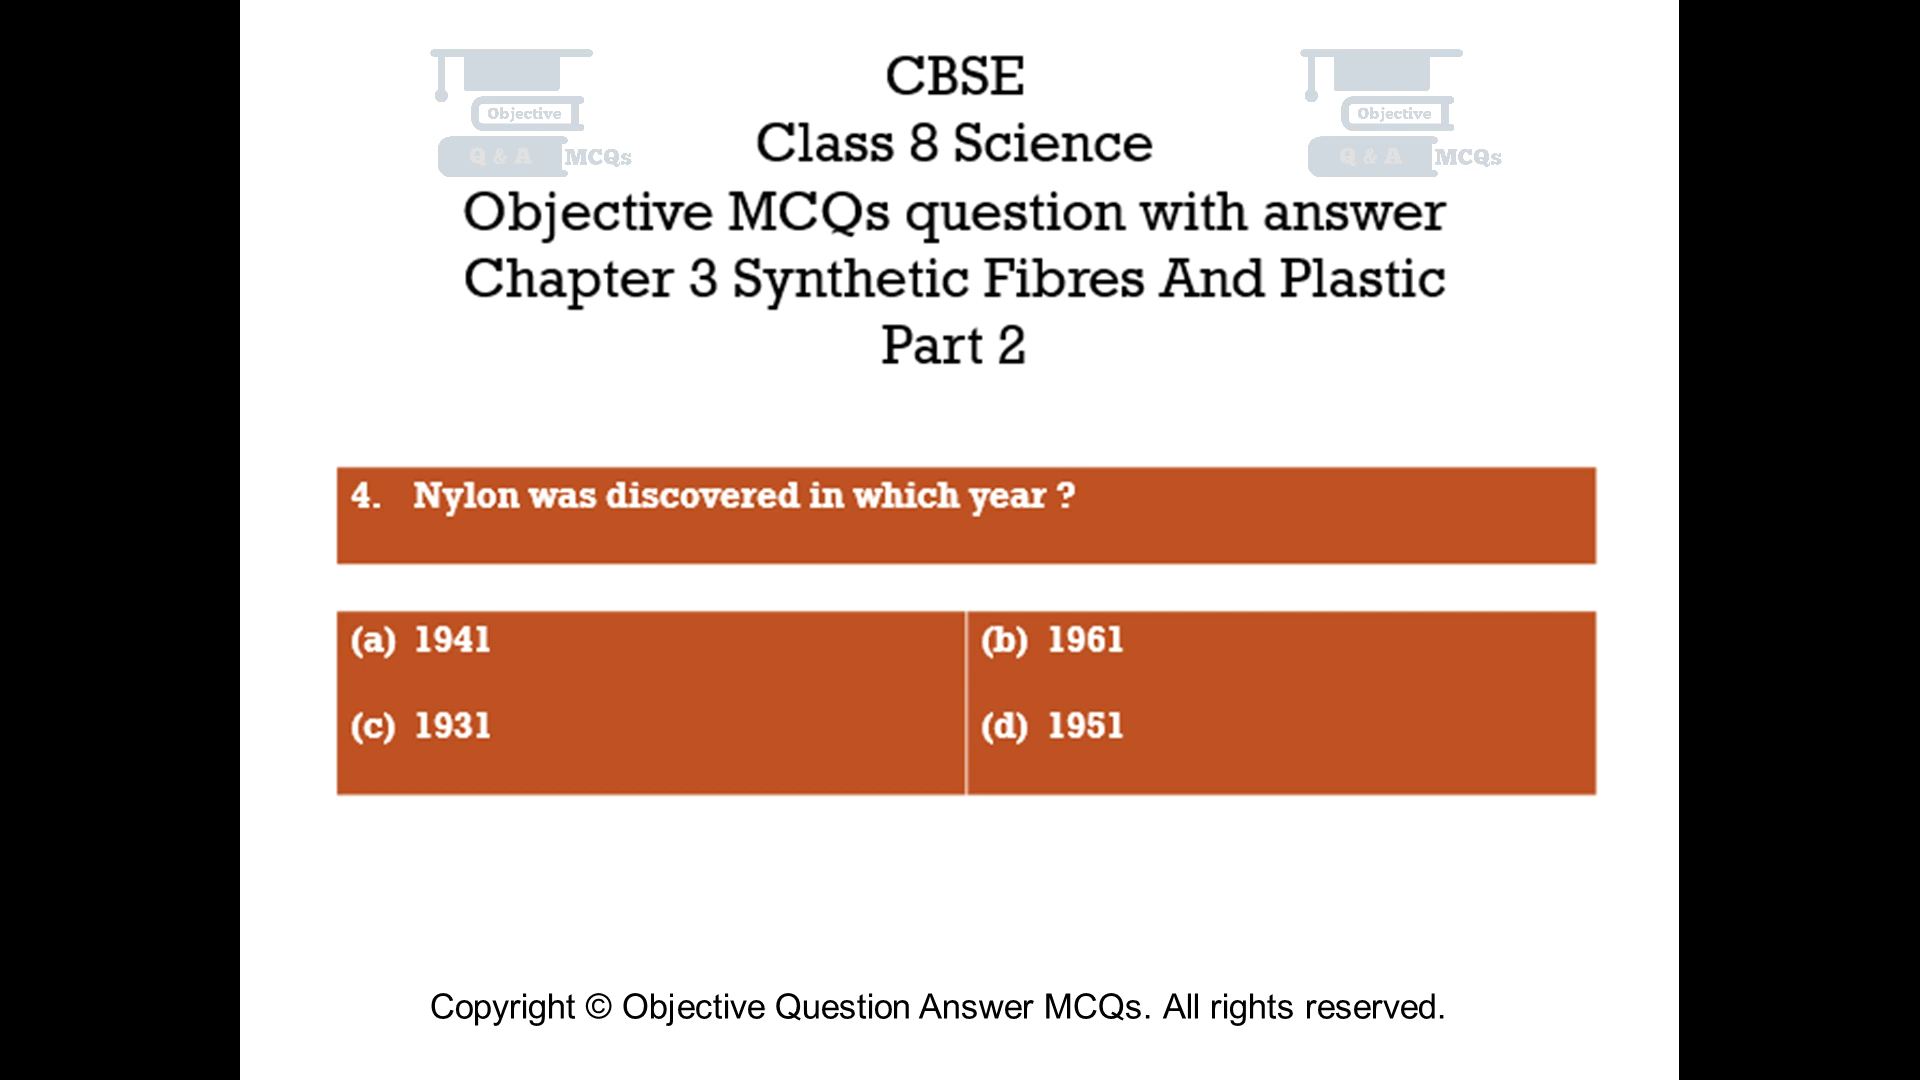 Objective
Q & A MCQs
Objective
Q & A MCQs
CBSE
Class 8 Science
Objective MCQs question with answer
Chapter 3 Synthetic Fibres And Plastic
Part 2
4. Nylon was discovered in which year ?
(a) 1941 (b) 1961
(c) 1931 (d) 1951
Copyright © Objective Question Answer MCQs. All rights reserved.